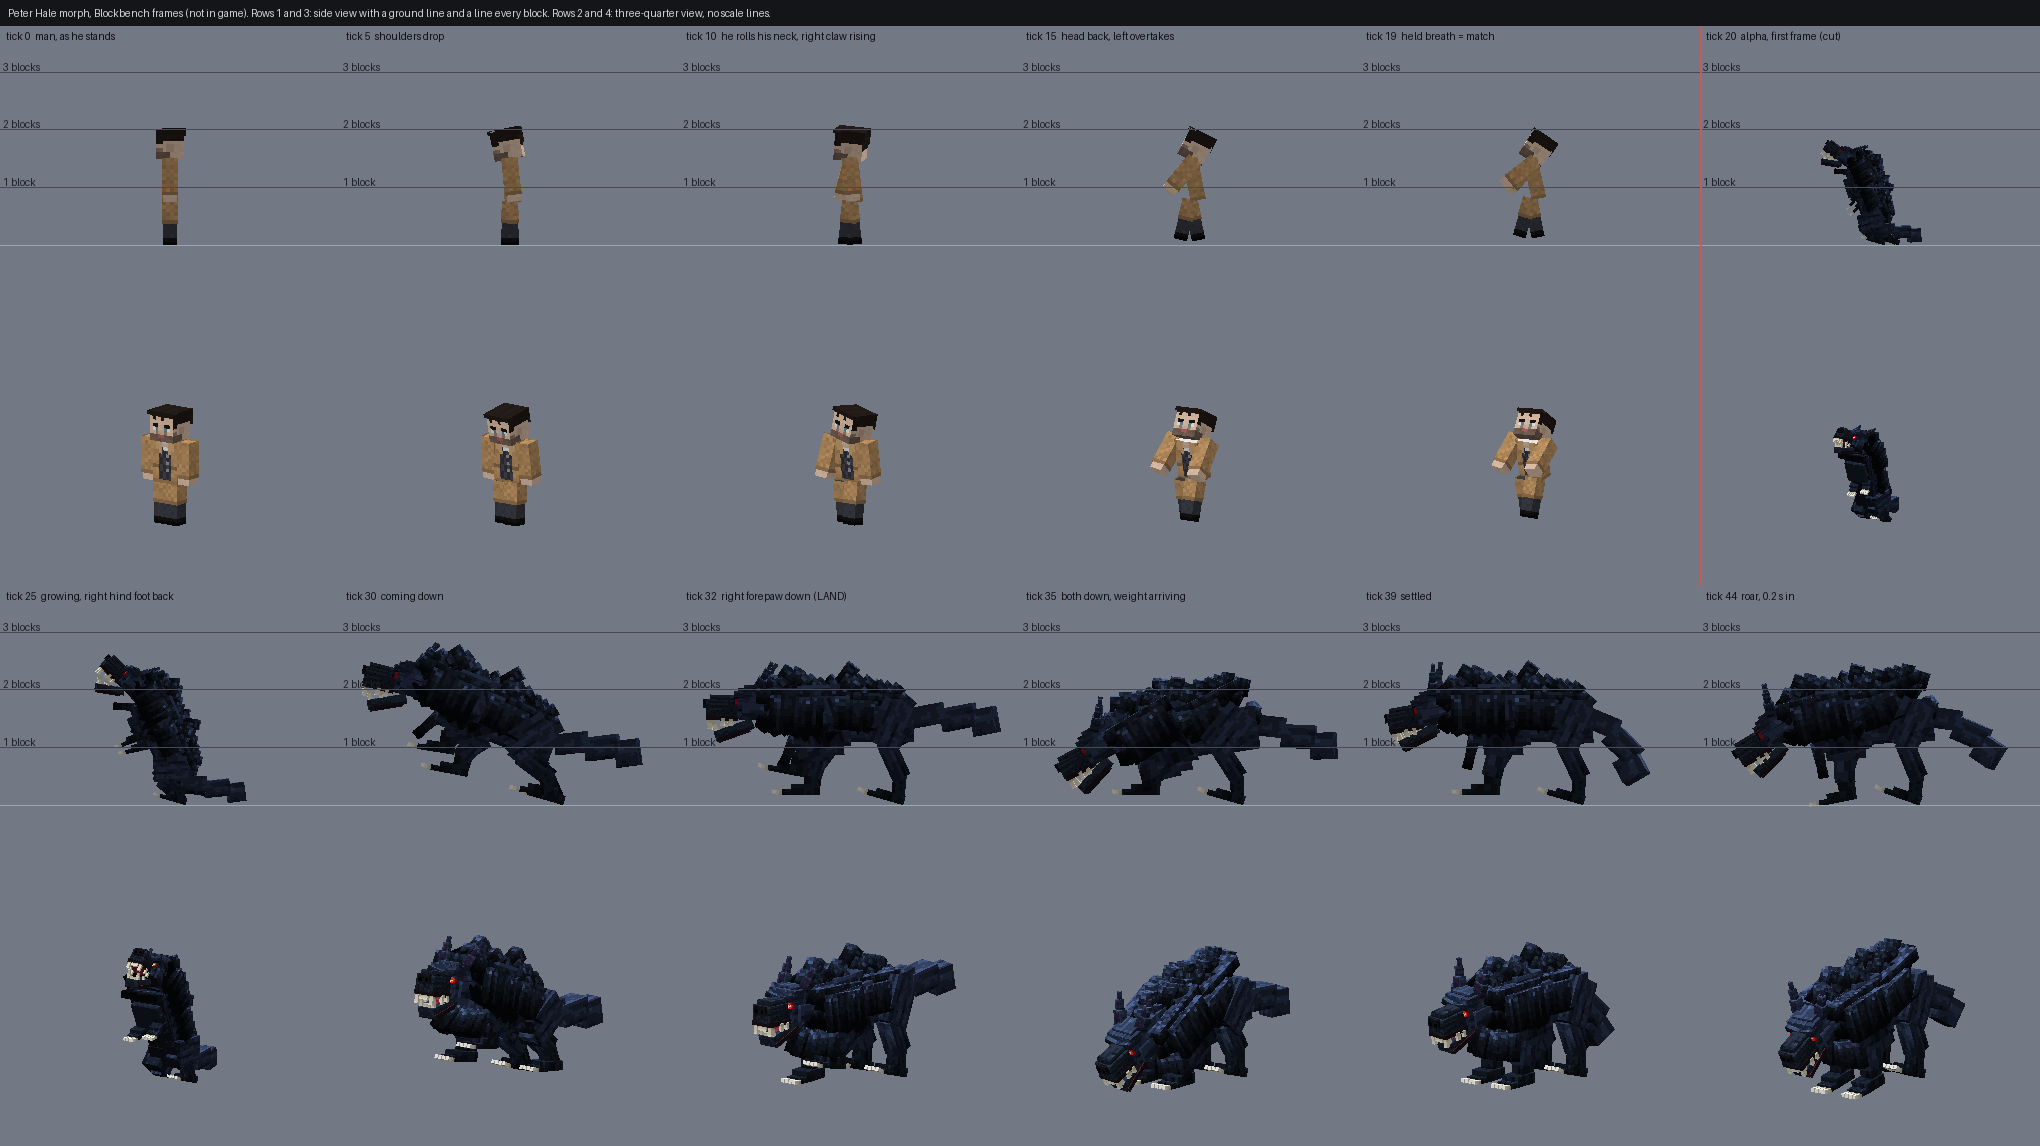 Peter Hale morph, Blockbench frames (not in game). Rows 1 and 3: side view with a ground line and a line every block. Rows 2 and 4: three-quarter view, no scale lines.
tick 0 man, as he stands
tick 5 shoulders drop
tick 10 he rolls his neck, right claw rising
tick 15 head back, left overtakes
tick 19 held breath = match
tick 20 alpha, first frame (cut)
3 blocks
3 blocks
3 blocks
3 blocks
3 blocks
3 blocks
2 blocks
2 blocks
2 blocks
2 blocks
2 blocks
2 blocks
1 block
1 block
1 block
1 block
1 block
1 block
tick 25 growing, right hind foot back
tick 30 coming down
tick 32 right forepaw down (LAND)
tick 35 both down, weight arriving
tick 39 settled
tick 44 roar, 0.2 s in
3 blocks
3 blocks
3 blocks
3 blocks
3 blocks
3 blocks
2 blocks
2 bl
2 blocks
2 blocks
2 blocks
2 blocks
1 block
1 block
1 block
1 block
1 block
1 block